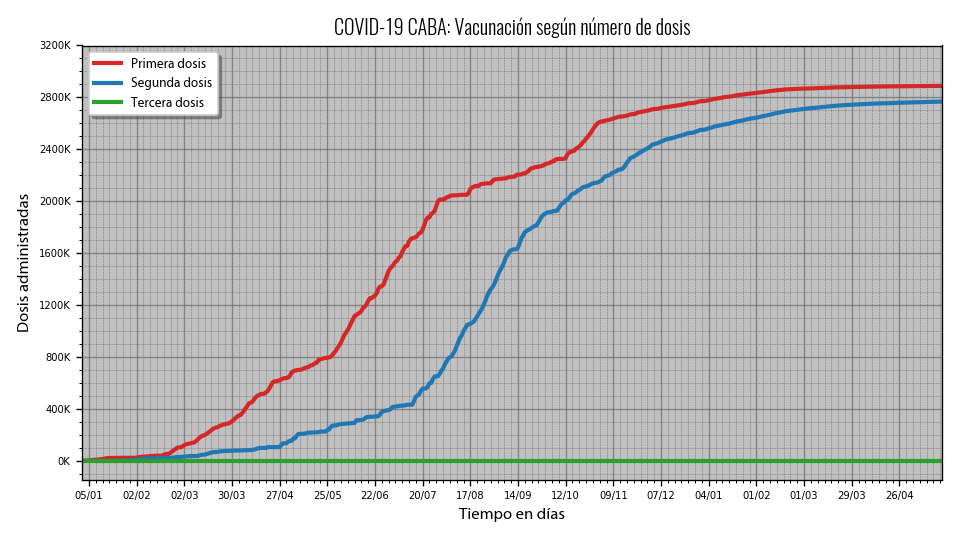 COVID-19 CABA: Vacunación según número de dosis
3200K
2800K
2400K
2000K
1600K
1200K
800K
400K
0K
Dosis administradas
Primera dosis
Segunda dosis
Tercera dosis
05/01 02/02 02/03 30/03 27/04 25/05 22/06 20/07 17/08 14/09 12/10 09/11 07/12 04/01 01/02 01/03 29/03 26/04
Tiempo en días